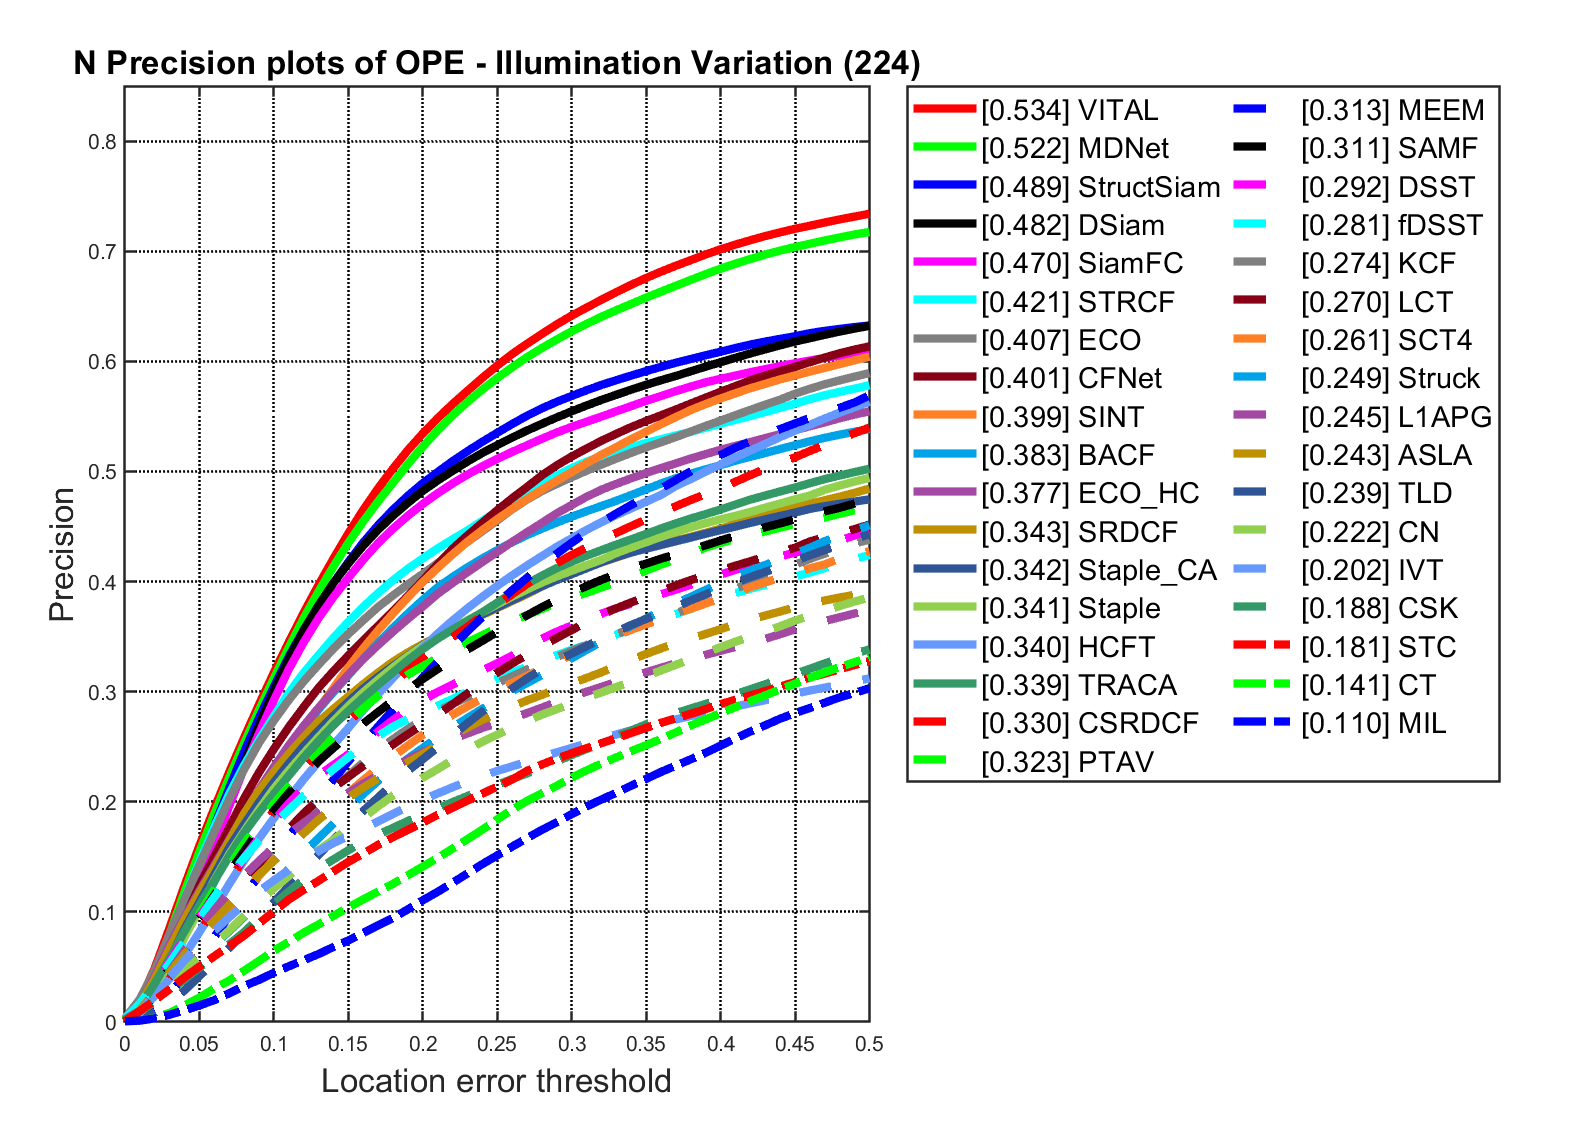 N Precision plots of OPE - Illumination Variation (224)
0.8
0.7
0.6
0.5
0.4
0.3
0.2
0.1
0
Precision
0 0.05 0.1 0.15 0.2 0.25 0.3 0.35 0.4 0.45 0.5
Location error threshold
[0.534] VITAL
[0.522] MDNet
[0.489] StructSiam
[0.482] DSiam
[0.470] SiamFC
[0.421] STRCF
[0.407] ECO
[0.401] CFNet
[0.399] SINT
[0.383] BACF
[0.377] ECO_HC
[0.343] SRDCF
[0.342] Staple_CA
[0.341] Staple
[0.340] HCFT
[0.339] TRACA
[0.330] CSRDCF
[0.323] PTAV
[0.313] MEEM
[0.311] SAMF
[0.292] DSST
[0.281] fDSST
[0.274] KCF
[0.270] LCT
[0.261] SCT4
[0.249] Struck
[0.245] L1APG
[0.243] ASLA
[0.239] TLD
[0.222] CN
[0.202] IVT
[0.188] CSK
[0.181] STC
[0.141] CT
[0.110] MIL